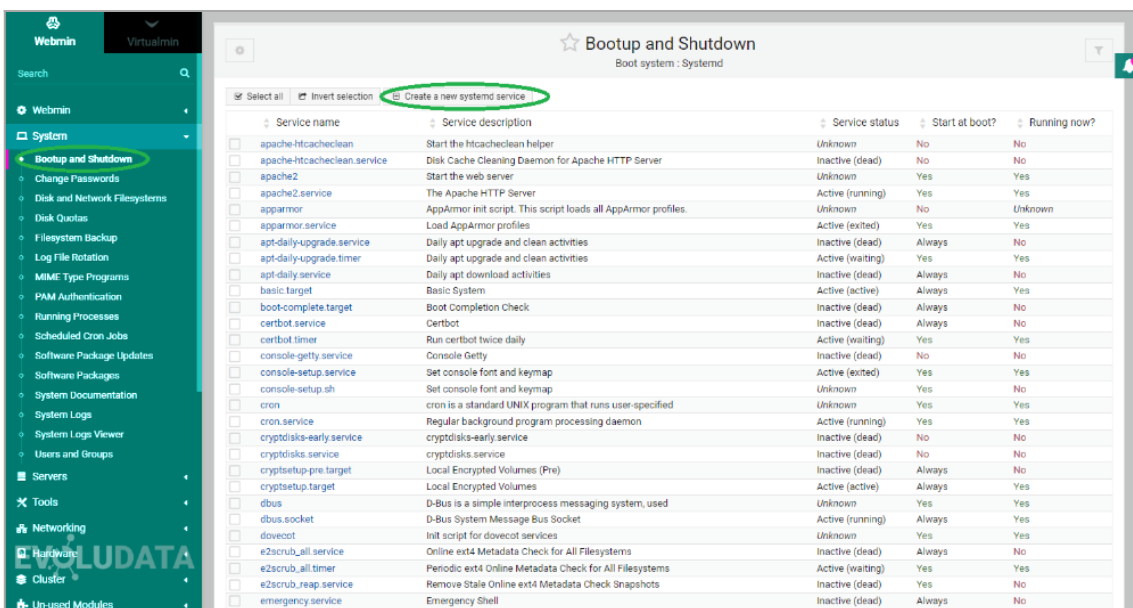 Webmin
Virtualmin
Search
Webmin
System
Bootup and Shutdown
Change Passwords
Disk and Network Filesystems
Disk Quotas
Filesystem Backup
Log File Rotation
MIME Type Programs
PAM Authentication
Running Processes
Scheduled Cron Jobs
Software Package Updates
Software Packages
System Documentation
System Logs
System Logs Viewer
Users and Groups
Servers
Tools
Networking
Hardware
EVOLUDATA
Cluster
Un-used Modules
Bootup and Shutdown
Boot system : Systemd
Select all Invert selection Create a new systemd service
Service name Service description Service status Start at boot? Running now?
apache-htcacheclean Start the htcacheclean helper Unknown No No
apache-htcacheclean.service Disk Cache Cleaning Daemon for Apache HTTP Server Inactive (dead) No No
apache2 Start the web server Unknown Yes Yes
apache2.service The Apache HTTP Server Active (running) Yes Yes
apparmor AppArmor init script. This script loads all AppArmor profiles. Unknown No Unknown
apparmor.service Load AppArmor profiles Active (exited) Yes Yes
apt-daily-upgrade.service Daily apt upgrade and clean activities Inactive (dead) Always No
apt-daily-upgrade.timer Daily apt upgrade and clean activities Active (waiting) Yes Yes
apt-daily.service Daily apt download activities Inactive (dead) Always No
basic.target Basic System Active (active) Always Yes
boot-complete.target Boot Completion Check Inactive (dead) Always No
certbot.service Certbot Inactive (dead) Always No
certbot.timer Run certbot twice daily Active (waiting) Yes Yes
console-getty.service Console Getty Inactive (dead) No No
console-setup.service Set console font and keymap Active (exited) Yes Yes
console-setup.sh Set console font and keymap Unknown Yes No
cron cron is a standard UNIX program that runs user-specified Unknown Yes Yes
cron.service Regular background program processing daemon Active (running) Yes Yes
cryptdisks-early.service cryptdisks-early.service Inactive (dead) No No
cryptdisks.service cryptdisks.service Inactive (dead) No No
cryptsetup-pre.target Local Encrypted Volumes (Pre) Inactive (dead) Always No
cryptsetup.target Local Encrypted Volumes Active (active) Always Yes
dbus D-Bus is a simple interprocess messaging system, used Unknown Yes Yes
dbus.socket D-Bus System Message Bus Socket Active (running) Always Yes
dovecot Init script for dovecot services Unknown Yes Yes
e2scrub_all.service Online ext4 Metadata Check for All Filesystems Inactive (dead) Always No
e2scrub_all.timer Periodic ext4 Online Metadata Check for All Filesystems Active (waiting) Yes Yes
e2scrub_reap.service Remove Stale Online ext4 Metadata Check Snapshots Inactive (dead) Yes No
emergency.service Emergency Shell Inactive (dead) Always No